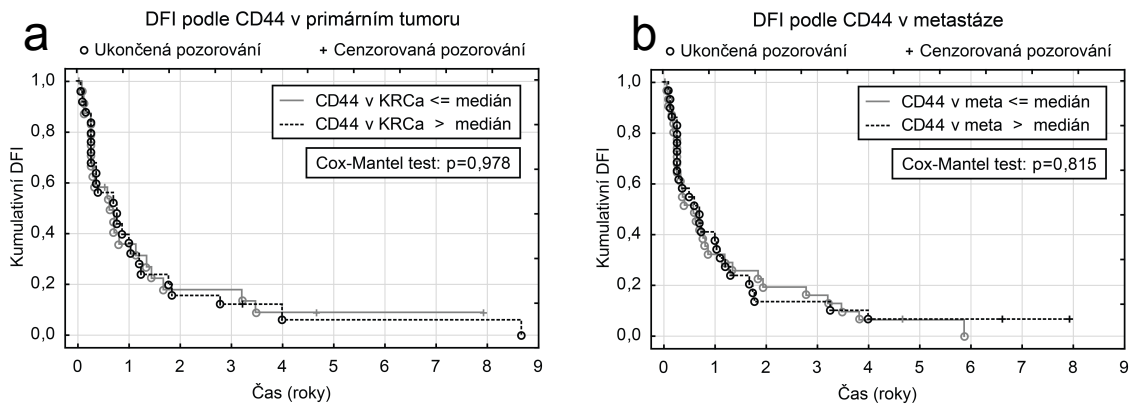 a
DFI podle CD44 v primárním tumoru
Ukončená pozorování
Cenzorovaná pozorování
CD44 v KRCa <= medián
CD44 v KRCa > medián
Cox-Mantel test: p=0,978
Kumulativní DFI
1,0
0,8
0,6
0,4
0,2
0,0
0 1 2 3 4 5 6 7 8 9
Čas (roky)
b
DFI podle CD44 v metastáze
Ukončená pozorování
Cenzorovaná pozorování
CD44 v meta <= medián
CD44 v meta > medián
Cox-Mantel test: p=0,815
Kumulativní DFI
1,0
0,8
0,6
0,4
0,2
0,0
0 1 2 3 4 5 6 7 8 9
Čas (roky)